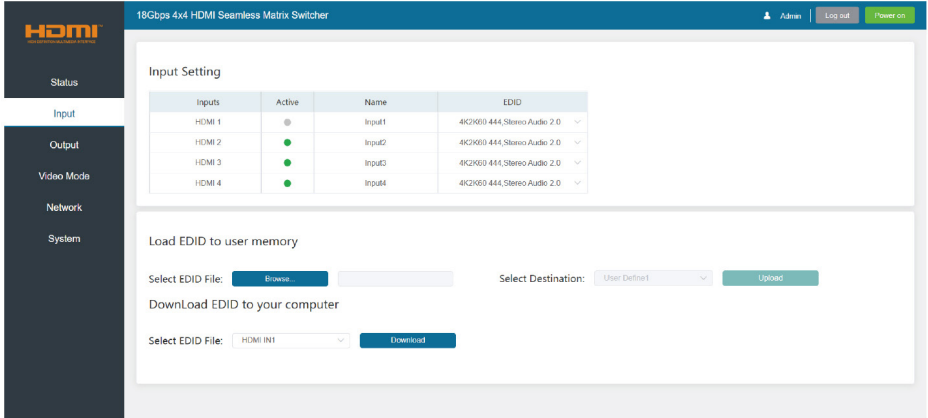 HDMI
HIGH-DEFINITION MULTIMEDIA INTERFACE
18Gbps 4x4 HDMI Seamless Matrix Switcher
Admin
Log out
Power on
Status
Input
Output
Video Mode
Network
System
Input Setting
Inputs Active Name EDID
HDMI 1 Input1 4K2K60 444,Stereo Audio 2.0
HDMI 2 Input2 4K2K60 444,Stereo Audio 2.0
HDMI 3 Input3 4K2K60 444,Stereo Audio 2.0
HDMI 4 Input4 4K2K60 444,Stereo Audio 2.0
Load EDID to user memory
Select EDID File: Browse... Select Destination: User Define1 Upload
DownLoad EDID to your computer
Select EDID File: HDMI IN1 Download